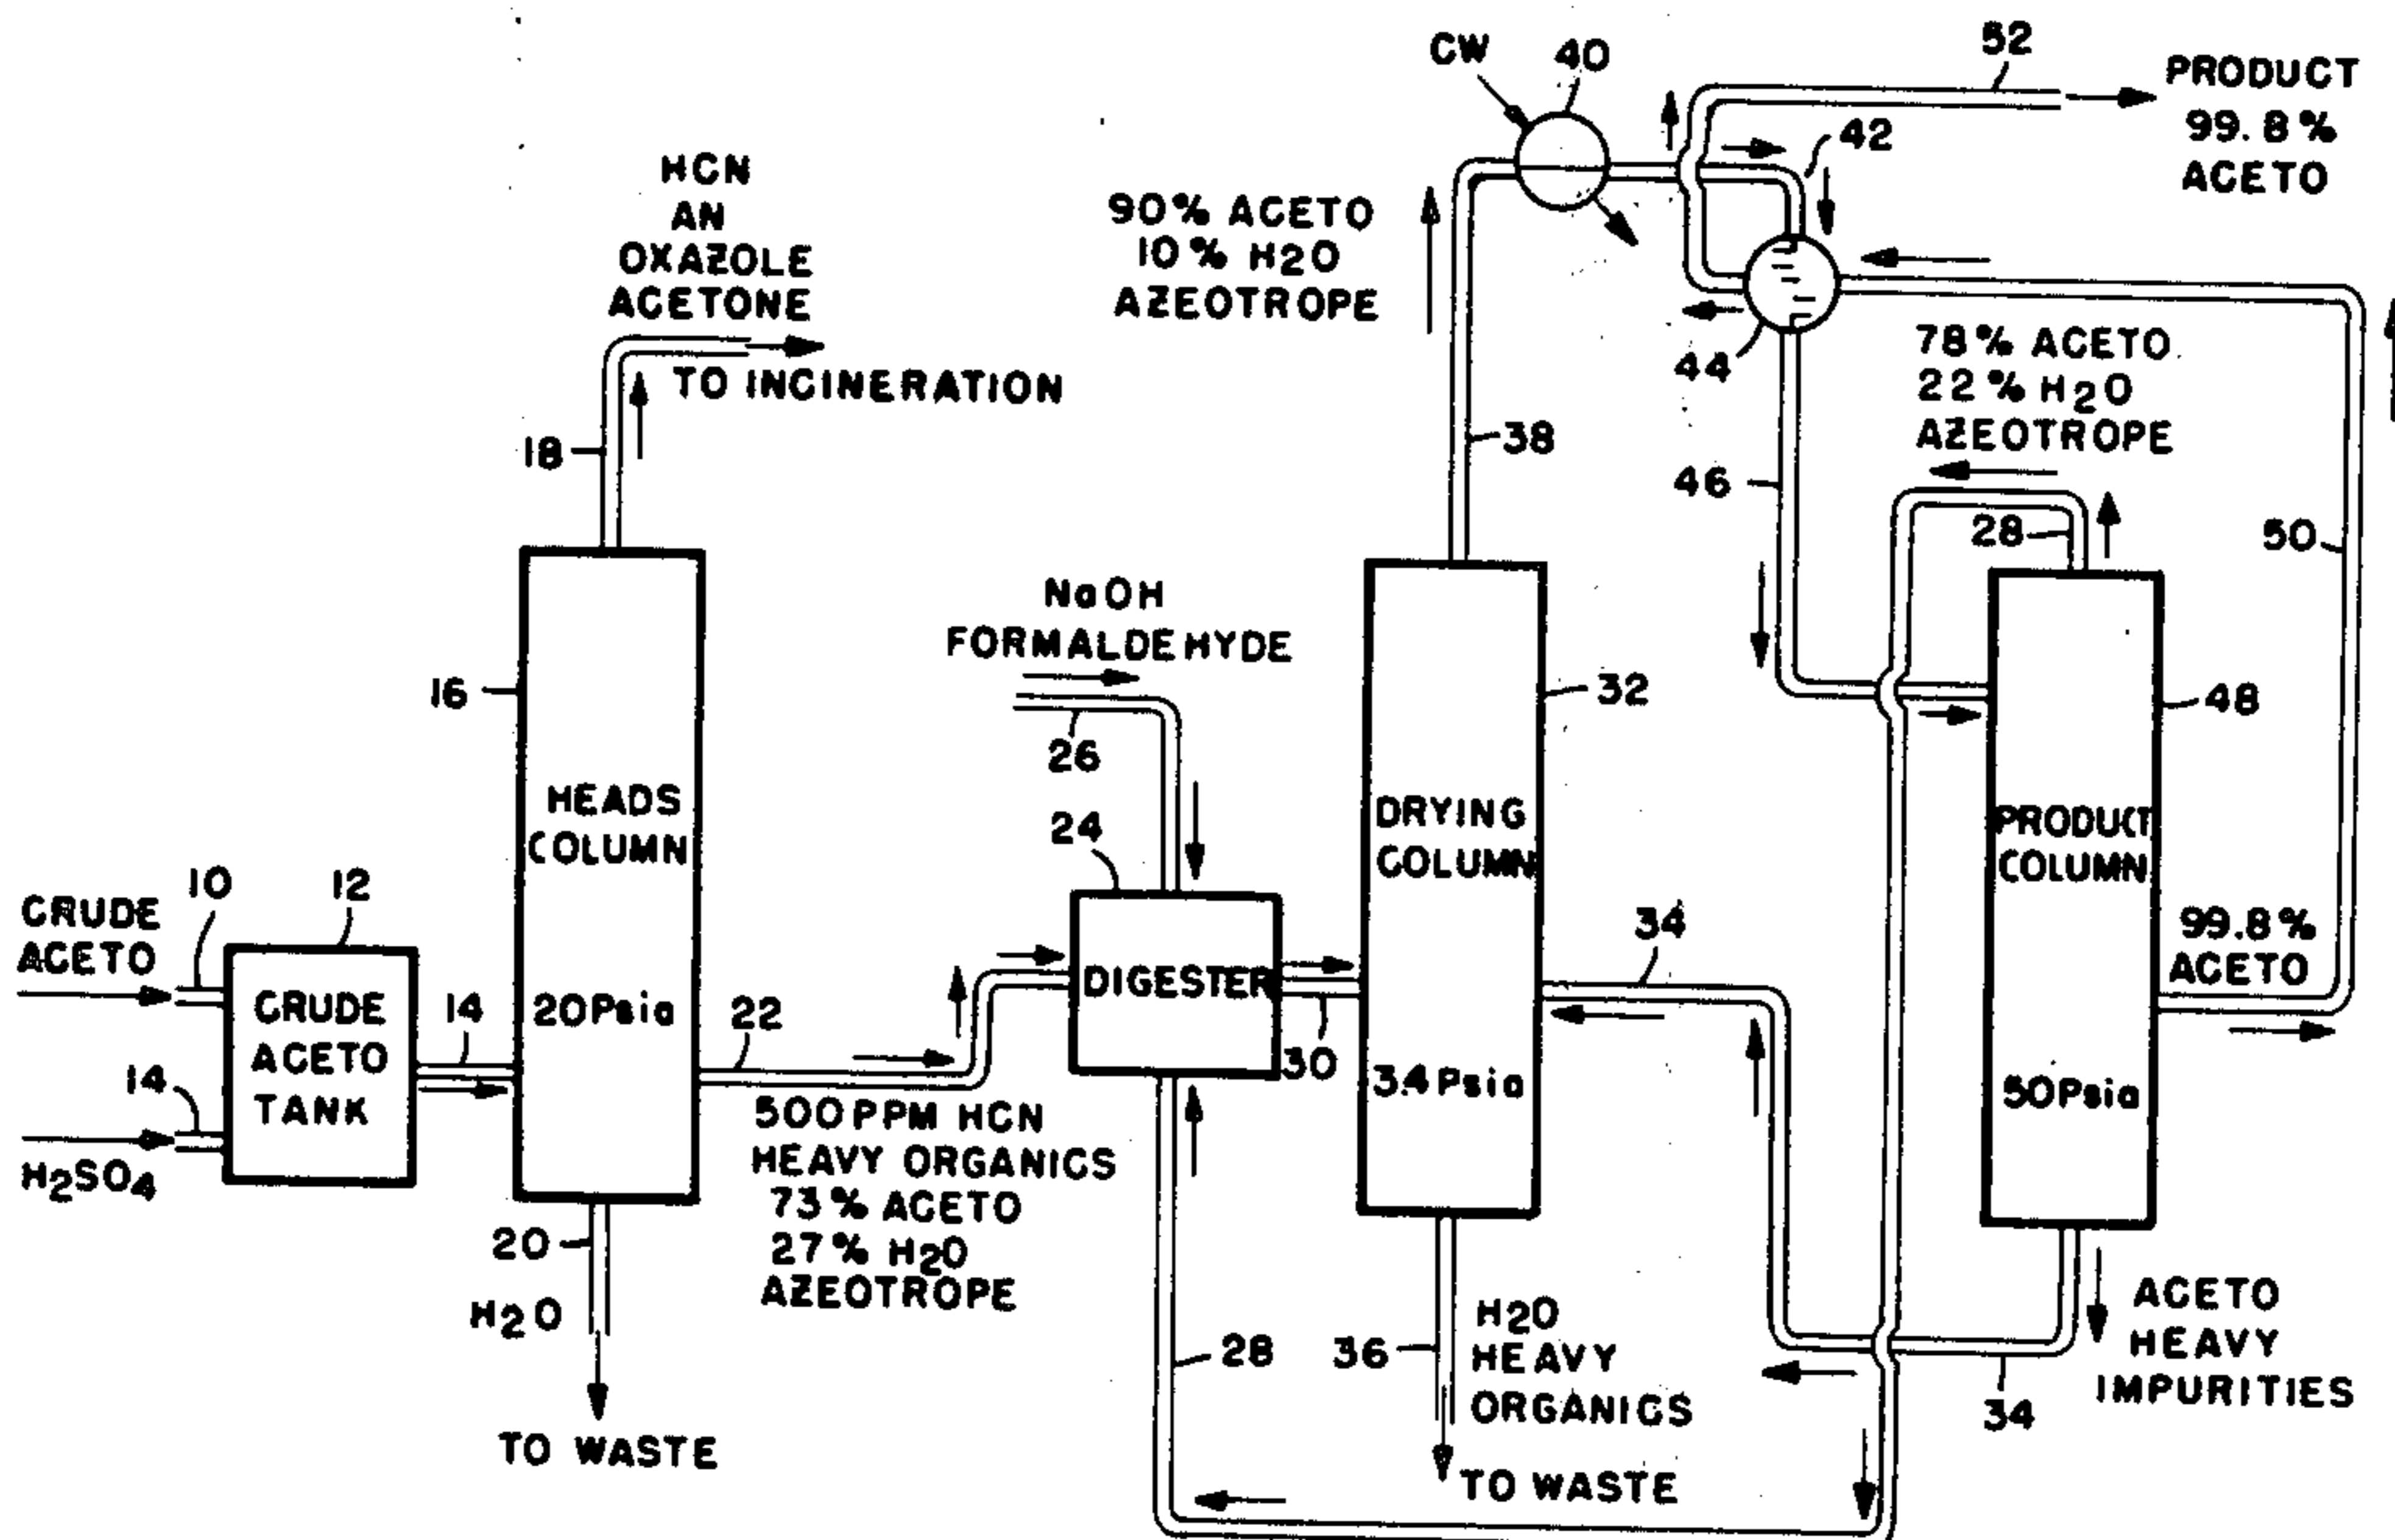 CW
40
52
PRODUCT
99.8%
ACETO
42
HCN
AN
OXAZOLE
ACETONE
TO INCINERATION
18
90% ACETO
10% H2O
AZEOTROPE
38
44
46
78% ACETO
22% H2O
AZEOTROPE
28
50
16
HEADS
COLUMN
20Psia
NaOH
FORMALDEHYDE
26
24
DIGESTER
32
DRYING
COLUMN
3.4Psia
48
PRODUCT
COLUMN
50Psia
99.8%
ACETO
CRUDE
ACETO
10
12
CRUDE
ACETO
TANK
14
H2SO4
14
22
500PPM HCN
HEAVY ORGANICS
73% ACETO
27% H2O
AZEOTROPE
30
34
20
H2O
TO WASTE
28
36
H2O
HEAVY
ORGANICS
TO WASTE
34
ACETO
HEAVY
IMPURITIES